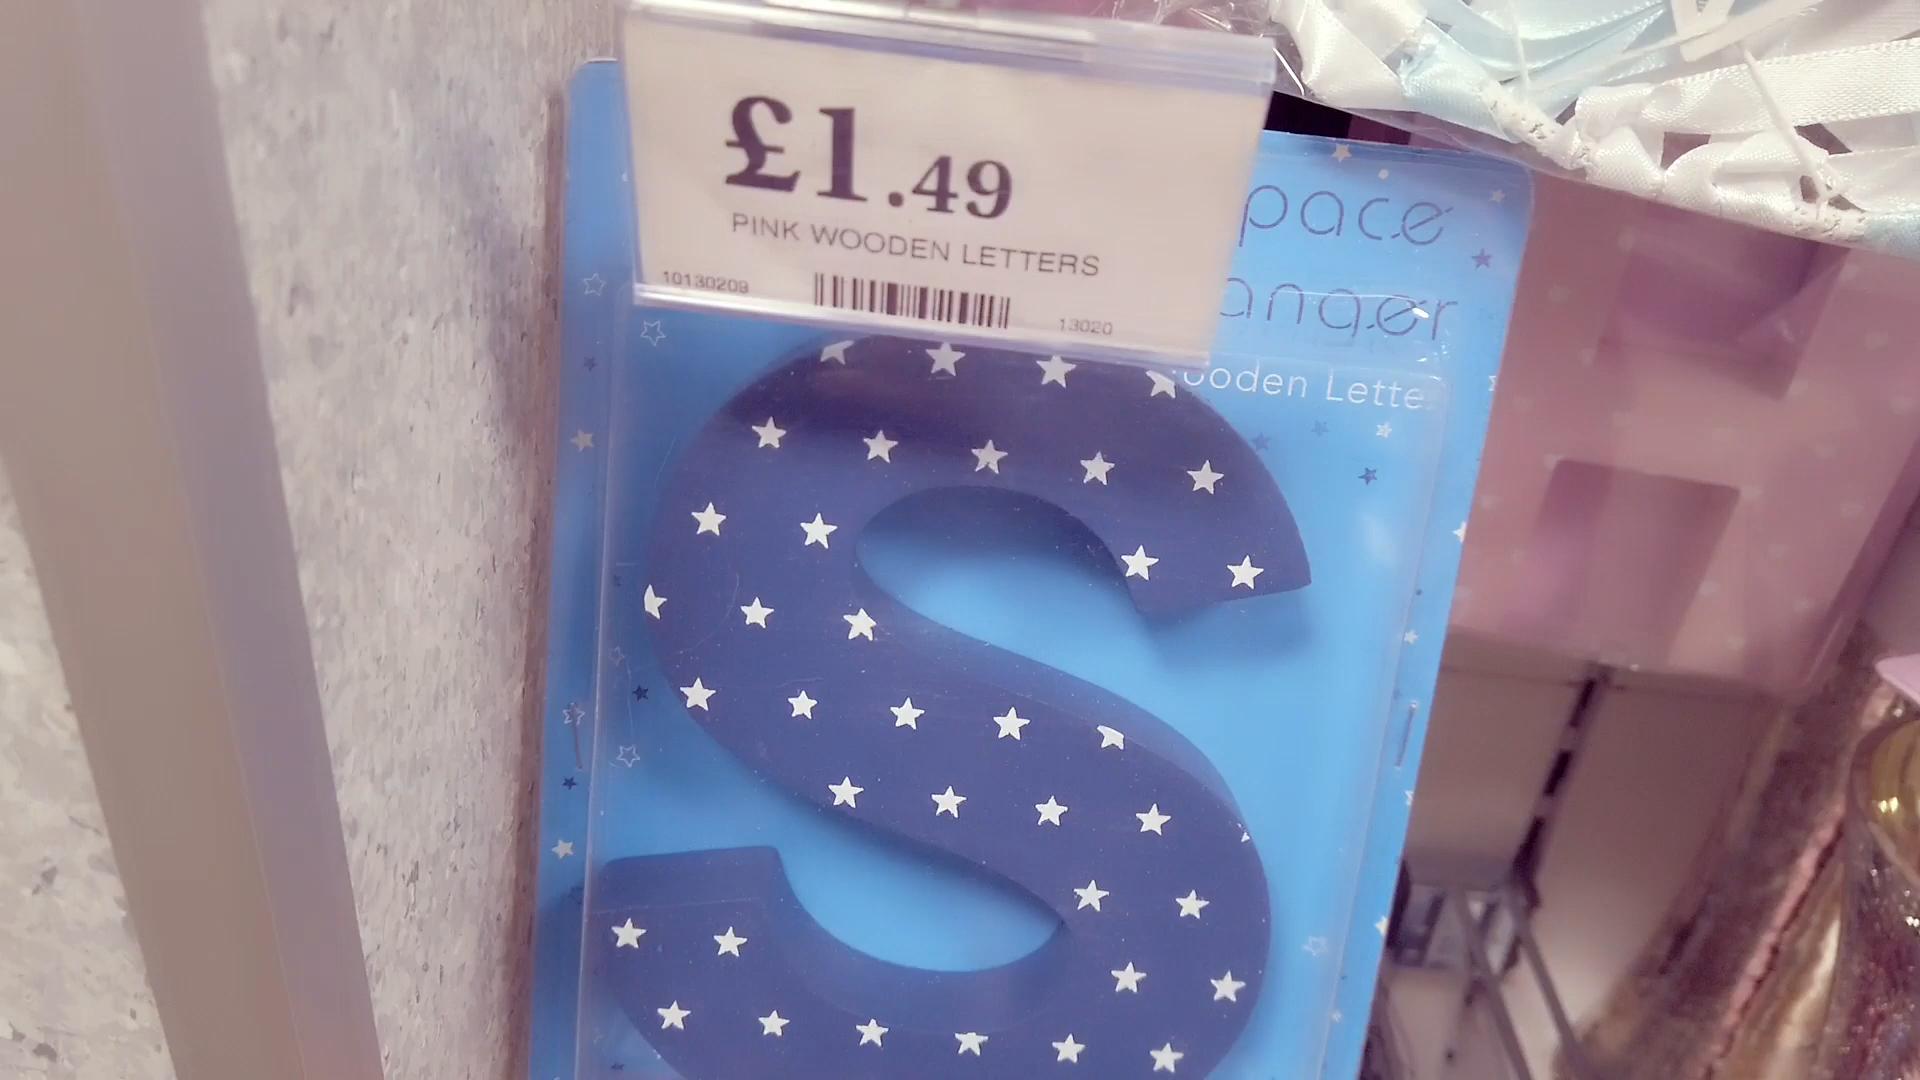 £1.49
PINK WOODEN LETTERS
10130209
13020
pace
anger
ooden Lette
S